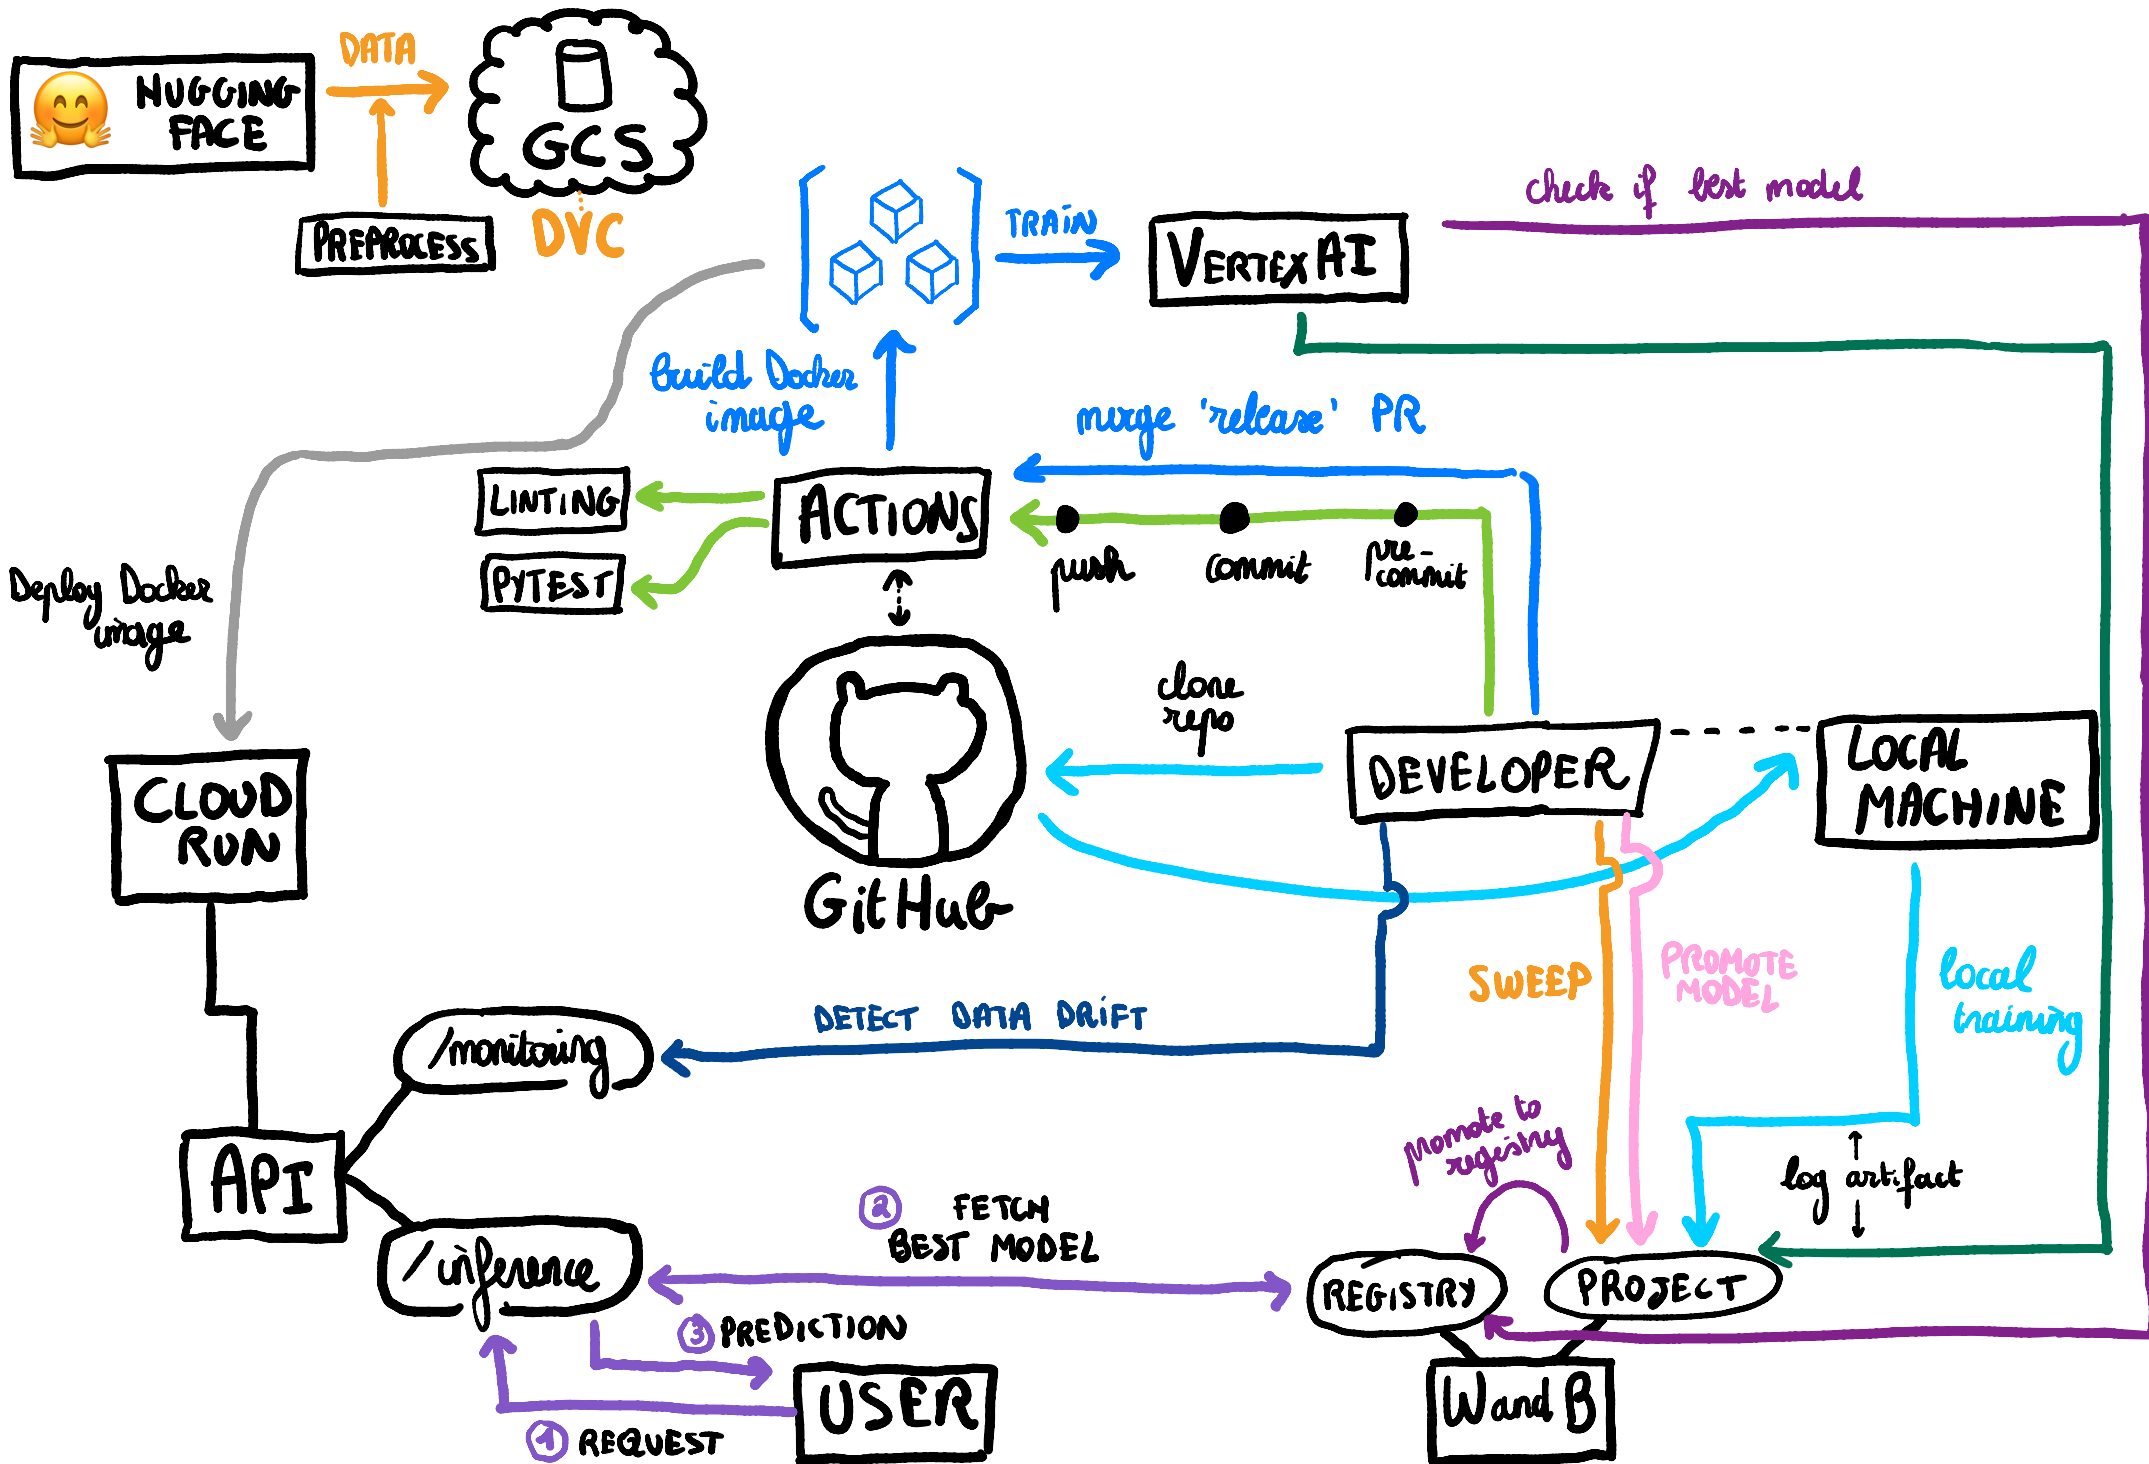 DATA
HUGGING
FACE
GCS
PREPROCESS
DVC
TRAIN
VERTEX AI
check if best model
build Docker
image
merge 'release' PR
LINTING
PYTEST
ACTIONS
push
commit
pre-
commit
Deploy Docker
image
clone
repo
GitHub
DEVELOPER
LOCAL
MACHINE
CLOUD
RUN
SWEEP
PROMOTE
MODEL
local
training
/monitoring
DETECT DATA DRIFT
API
promote to
registry
log artifact
/inference
2 FETCH
BEST MODEL
REGISTRY
PROJECT
3 PREDICTION
USER
1 REQUEST
W and B